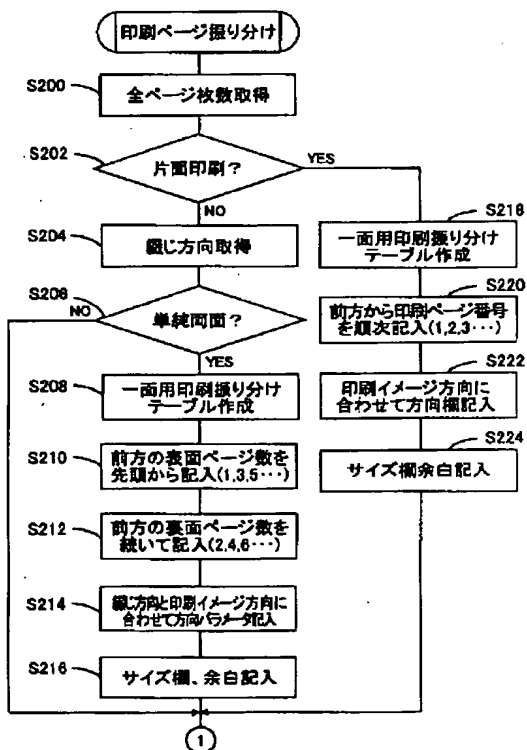 印刷ページ振り分け
S200
全ページ枚数取得
S202
片面印刷?
YES
NO
S204
綴じ方向取得
S206
NO
単純両面?
YES
S208
一面用印刷振り分け
テーブル作成
S210
前方の表面ページ数を
先頭から記入(1,3,5・・・)
S212
前方の裏面ページ数を
続いて記入(2,4,6・・・)
S214
綴じ方向と印刷イメージ方向に
合わせて方向パラメータ記入
S216
サイズ欄、余白記入
S218
一面用印刷振り分け
テーブル作成
S220
前方から印刷ページ番号
を順次記入(1,2,3・・・)
S222
印刷イメージ方向に
合わせて方向欄記入
S224
サイズ欄余白記入
1